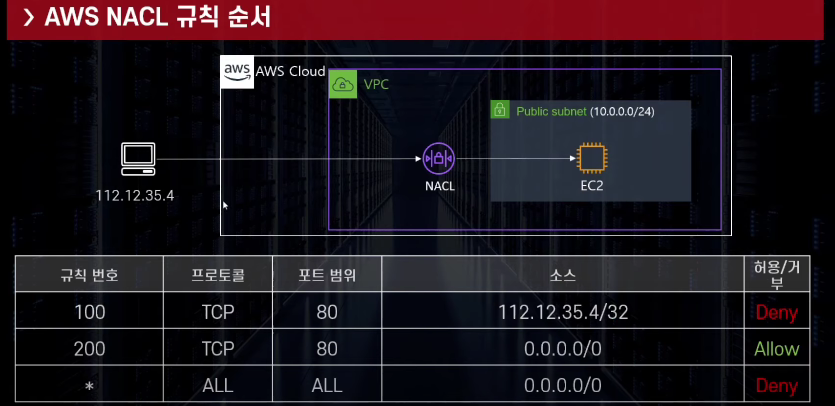 › AWS NACL 규칙 순서
aws AWS Cloud
VPC
Public subnet (10.0.0.0/24)
112.12.35.4
NACL
EC2
규칙 번호 프로토콜 포트 범위 소스 허용/거부
100 TCP 80 112.12.35.4/32 Deny
200 TCP 80 0.0.0.0/0 Allow
* ALL ALL 0.0.0.0/0 Deny